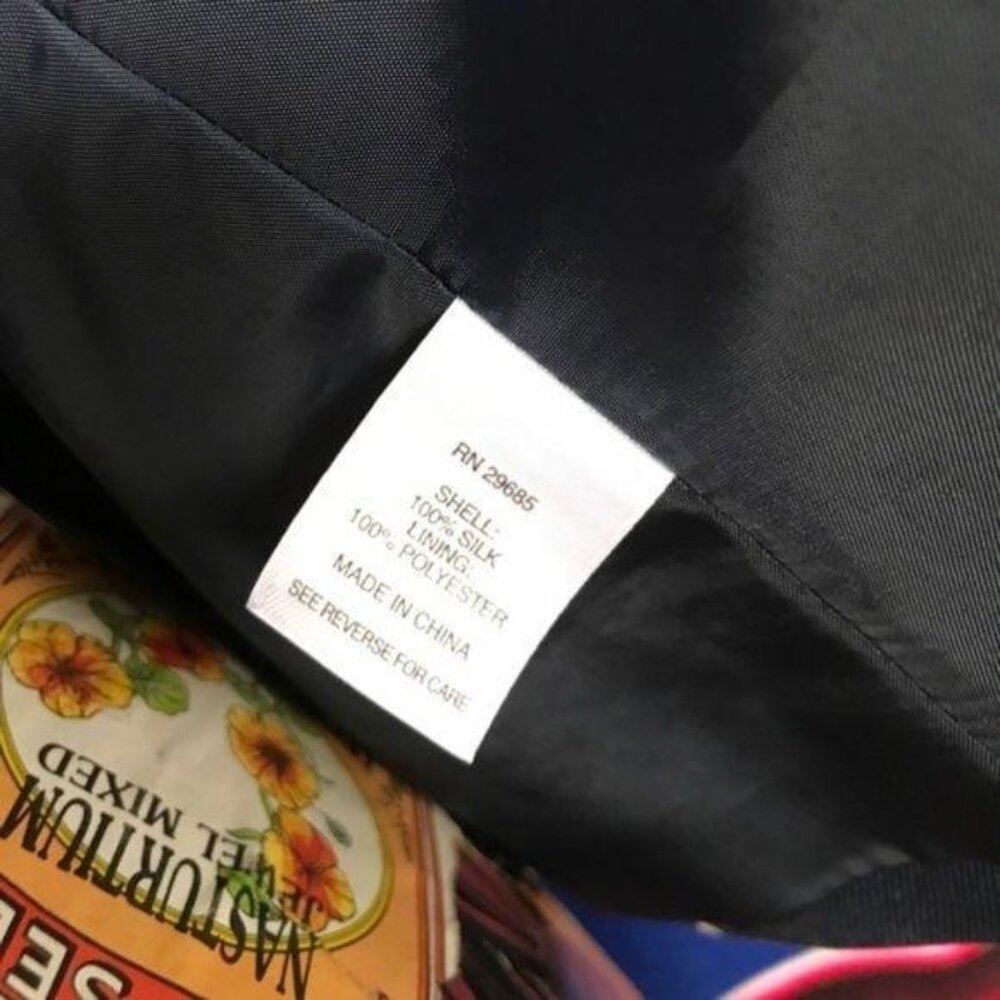 RN 29685
SHELL:
100% SILK
LINING:
100% POLYESTER
MADE IN CHINA
SEE REVERSE FOR CARE
NASTURTIUM
JEWEL MIXED